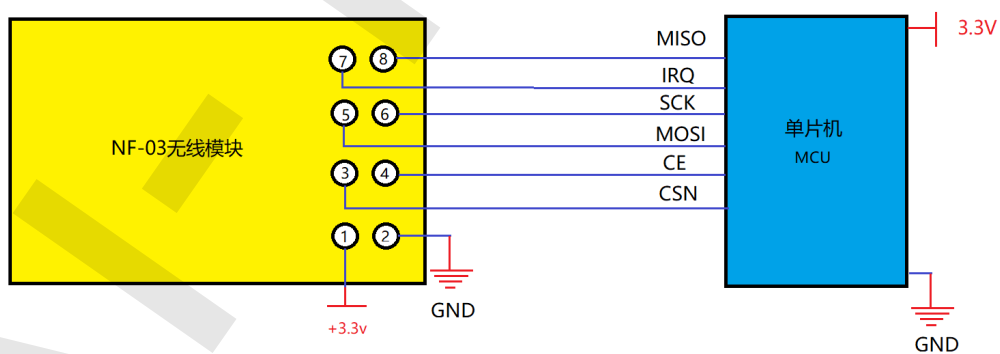 MISO
3.3V
7
8
IRQ
SCK
5
6
单片机
MOSI
NF-03无线模块
MCU
CE
3
4
CSN
1
2
GND
+3.3v
GND